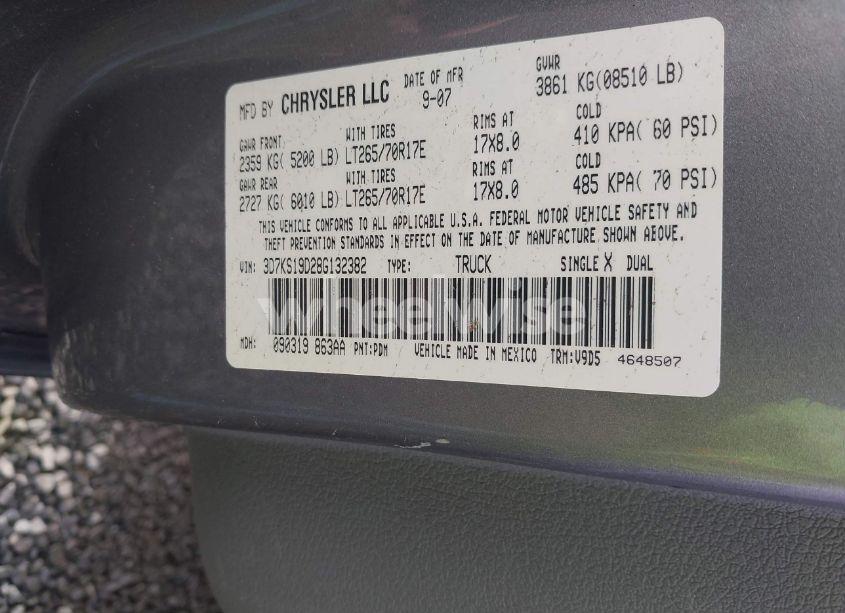 MFD BY CHRYSLER LLC DATE OF MFR GVWR
9-07 3861 KG(08510 LB)
GAWR FRONT WITH TIRES RIMS AT COLD
2359 KG( 5200 LB) LT265/70R17E 17X8.0 410 KPA( 60 PSI)
GAWR REAR WITH TIRES RIMS AT COLD
2727 KG( 6010 LB) LT265/70R17E 17X8.0 485 KPA( 70 PSI)
THIS VEHICLE CONFORMS TO ALL APPLICABLE U.S.A. FEDERAL MOTOR VEHICLE SAFETY AND
THEFT PREVENTION STANDARDS IN EFFECT ON THE DATE OF MANUFACTURE SHOWN ABOVE.
VIN: 3D7KS19D28G132382 TYPE: TRUCK SINGLE X DUAL
wheelwise
MDH: 090319 863AA PNT:PDM VEHICLE MADE IN MEXICO TRM:V9D5 4648507